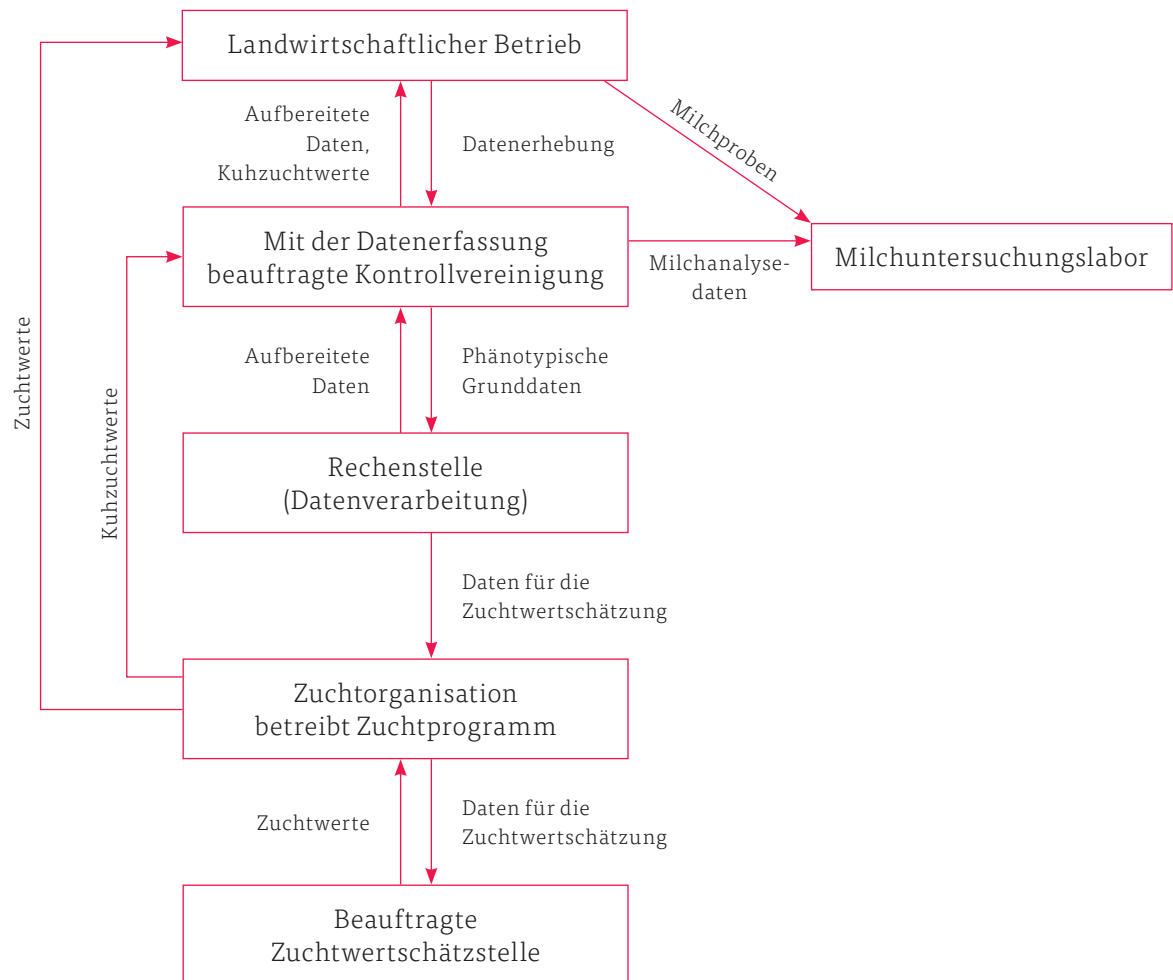 Landwirtschaftlicher Betrieb
Aufbereitete
Daten,
Kuhzuchtwerte
Datenerhebung
Milchproben
Mit der Datenerfassung
beauftragte Kontrollvereinigung
Milchanalyse-
daten
Milchuntersuchungslabor
Zuchtwerte
Kuhzuchtwerte
Aufbereitete
Daten
Phänotypische
Grunddaten
Rechenstelle
(Datenverarbeitung)
Daten für die
Zuchtwertschätzung
Zuchtorganisation
betreibt Zuchtprogramm
Zuchtwerte
Daten für die
Zuchtwertschätzung
Beauftragte
Zuchtwertschätzstelle